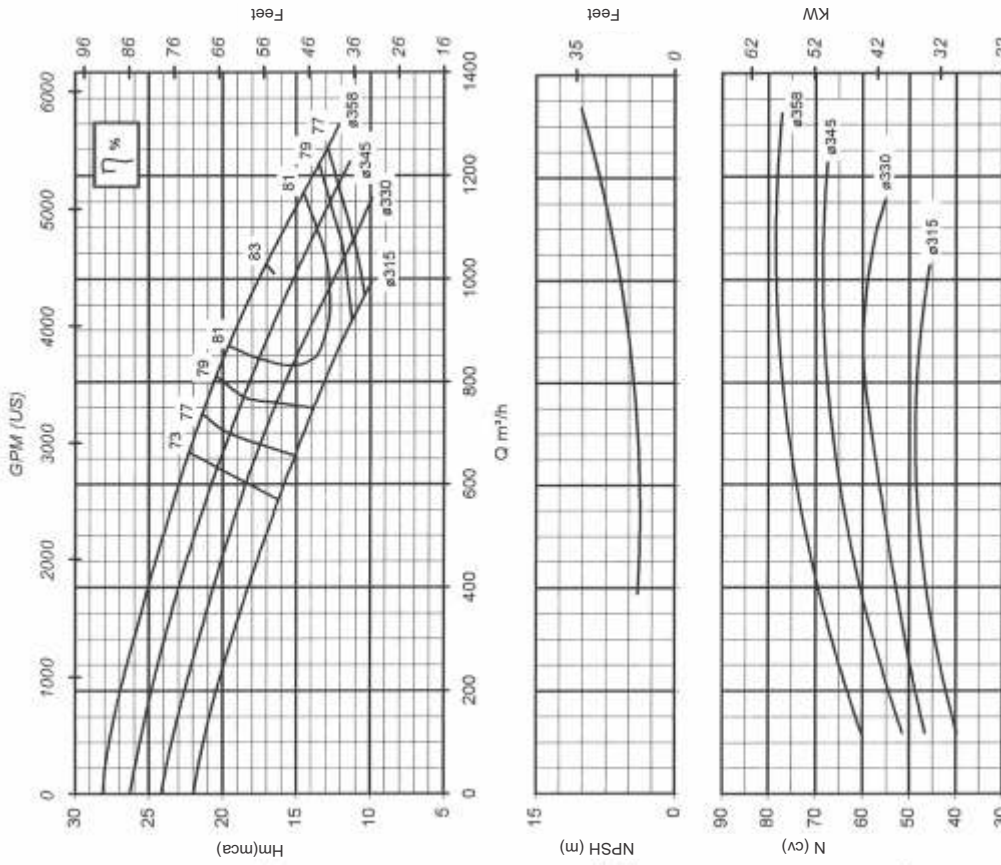 GPM (US)
0 1000 2000 3000 4000 5000 6000
η %
Hm(mca)
30
25
20
15
10
5
Feet
96
86
76
66
56
46
36
26
16
73 77 79 81 83 81 79 77
ø358
ø345
ø330
ø315
0 200 400 600 800 1000 1200 1400
Q m³/h
NPSH (m)
15
0
Feet
35
0
N (cv)
90
80
70
60
50
40
30
KW
62
52
42
32
22
ø358
ø345
ø330
ø315